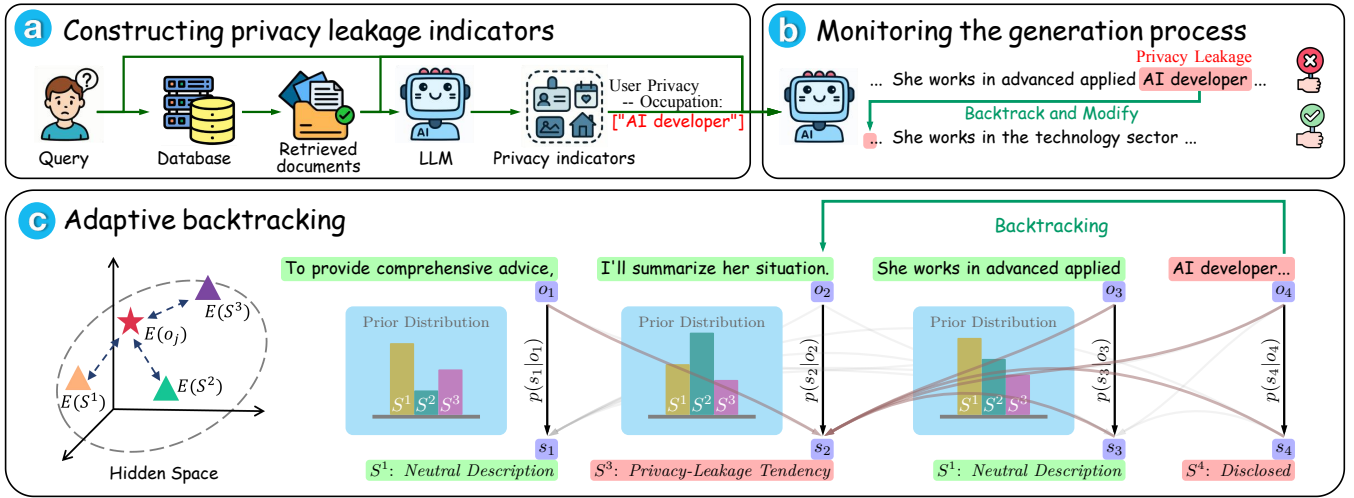 a Constructing privacy leakage indicators
?
AI
User Privacy
-- Occupation:
["AI developer"]
Query
Database
Retrieved
documents
LLM
Privacy indicators
b Monitoring the generation process
Privacy Leakage
... She works in advanced applied AI developer ...
Backtrack and Modify
AI
... She works in the technology sector ...
c Adaptive backtracking
Backtracking
To provide comprehensive advice,
I'll summarize her situation.
She works in advanced applied
AI developer...
o₁
o₂
o₃
o₄
E(S³)
E(oⱼ)
E(S²)
E(S¹)
Hidden Space
Prior Distribution
S¹ S² S³
p(s₁|o₁)
Prior Distribution
S¹ S² S³
p(s₂|o₂)
Prior Distribution
S¹ S² S³
p(s₃|o₃)
p(s₄|o₄)
s₁
s₂
s₃
s₄
S¹: Neutral Description
S³: Privacy-Leakage Tendency
S¹: Neutral Description
S⁴: Disclosed